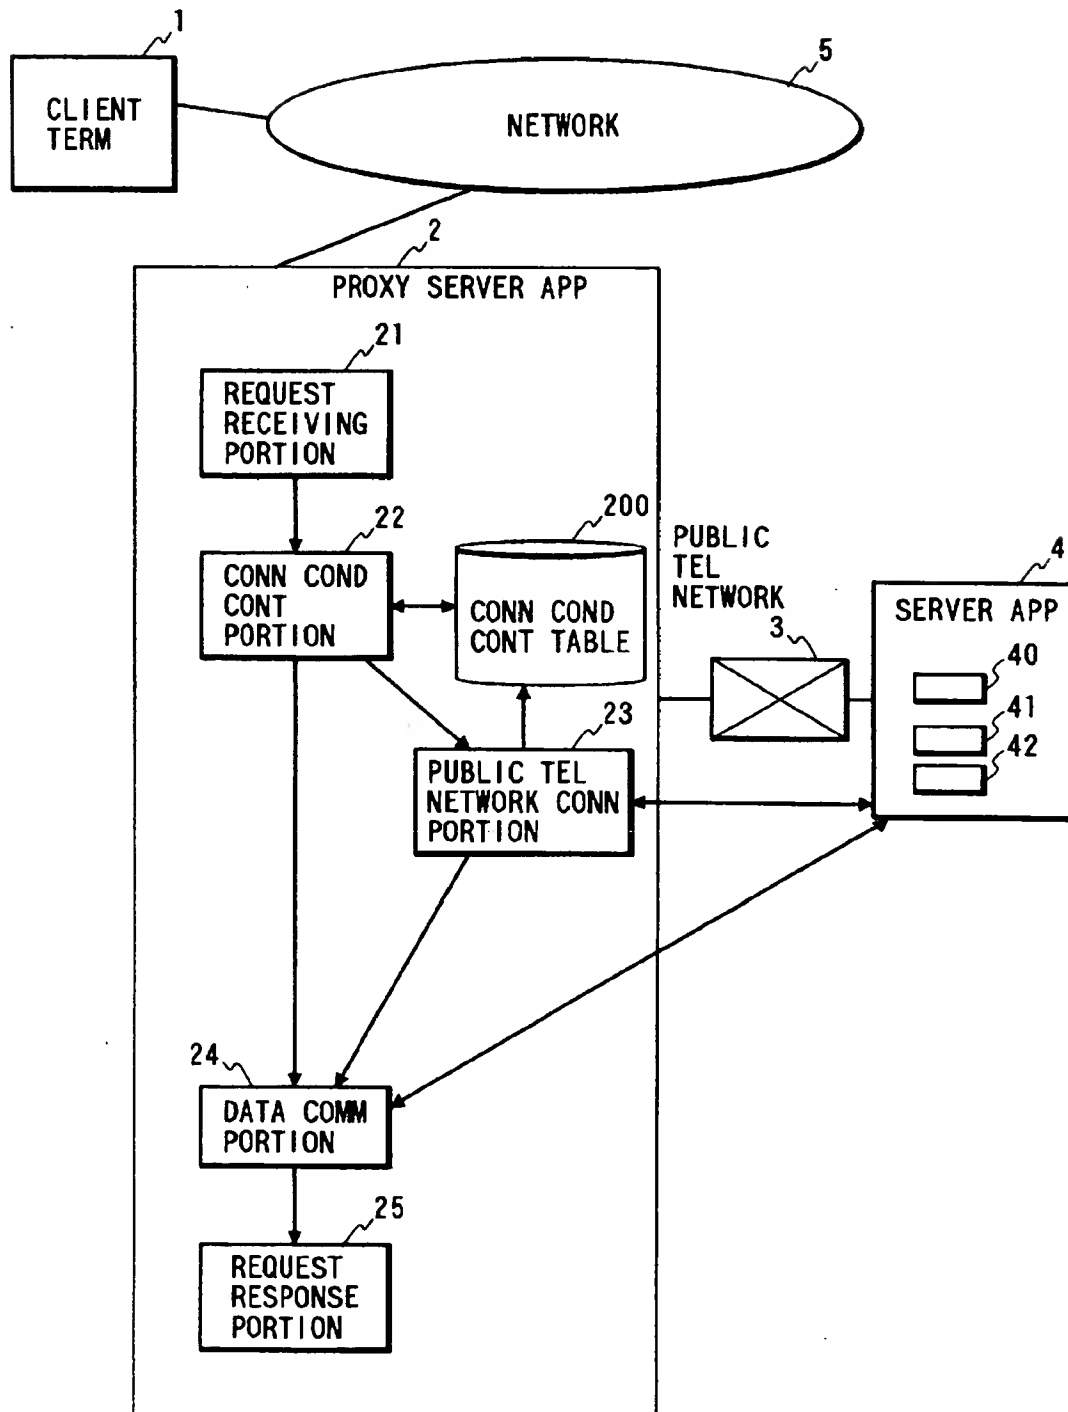 1
5
CLIENT
TERM
NETWORK
2
PROXY SERVER APP
21
REQUEST
RECEIVING
PORTION
22
CONN COND
CONT
PORTION
200
CONN COND
CONT TABLE
PUBLIC
TEL
NETWORK
3
4
SERVER APP
40
41
42
23
PUBLIC TEL
NETWORK CONN
PORTION
24
DATA COMM
PORTION
25
REQUEST
RESPONSE
PORTION